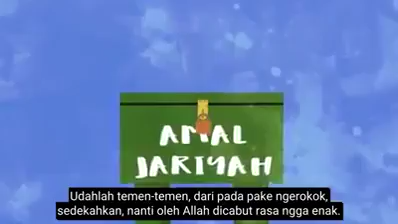 AMAL
JARIYAH
Udahlah temen-temen, dari pada pake ngerokok,
sedekahkan, nanti oleh Allah dicabut rasa ngga enak.